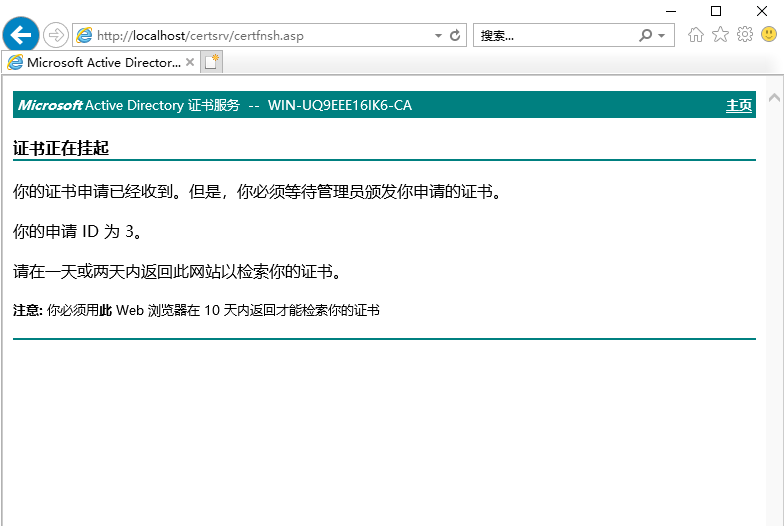 http://localhost/certsrv/certfnsh.asp
搜索...
Microsoft Active Director...
Microsoft Active Directory 证书服务 -- WIN-UQ9EEE16IK6-CA 主页
证书正在挂起
你的证书申请已经收到。但是，你必须等待管理员颁发你申请的证书。
你的申请 ID 为 3。
请在一天或两天内返回此网站以检索你的证书。
注意: 你必须用此 Web 浏览器在 10 天内返回才能检索你的证书